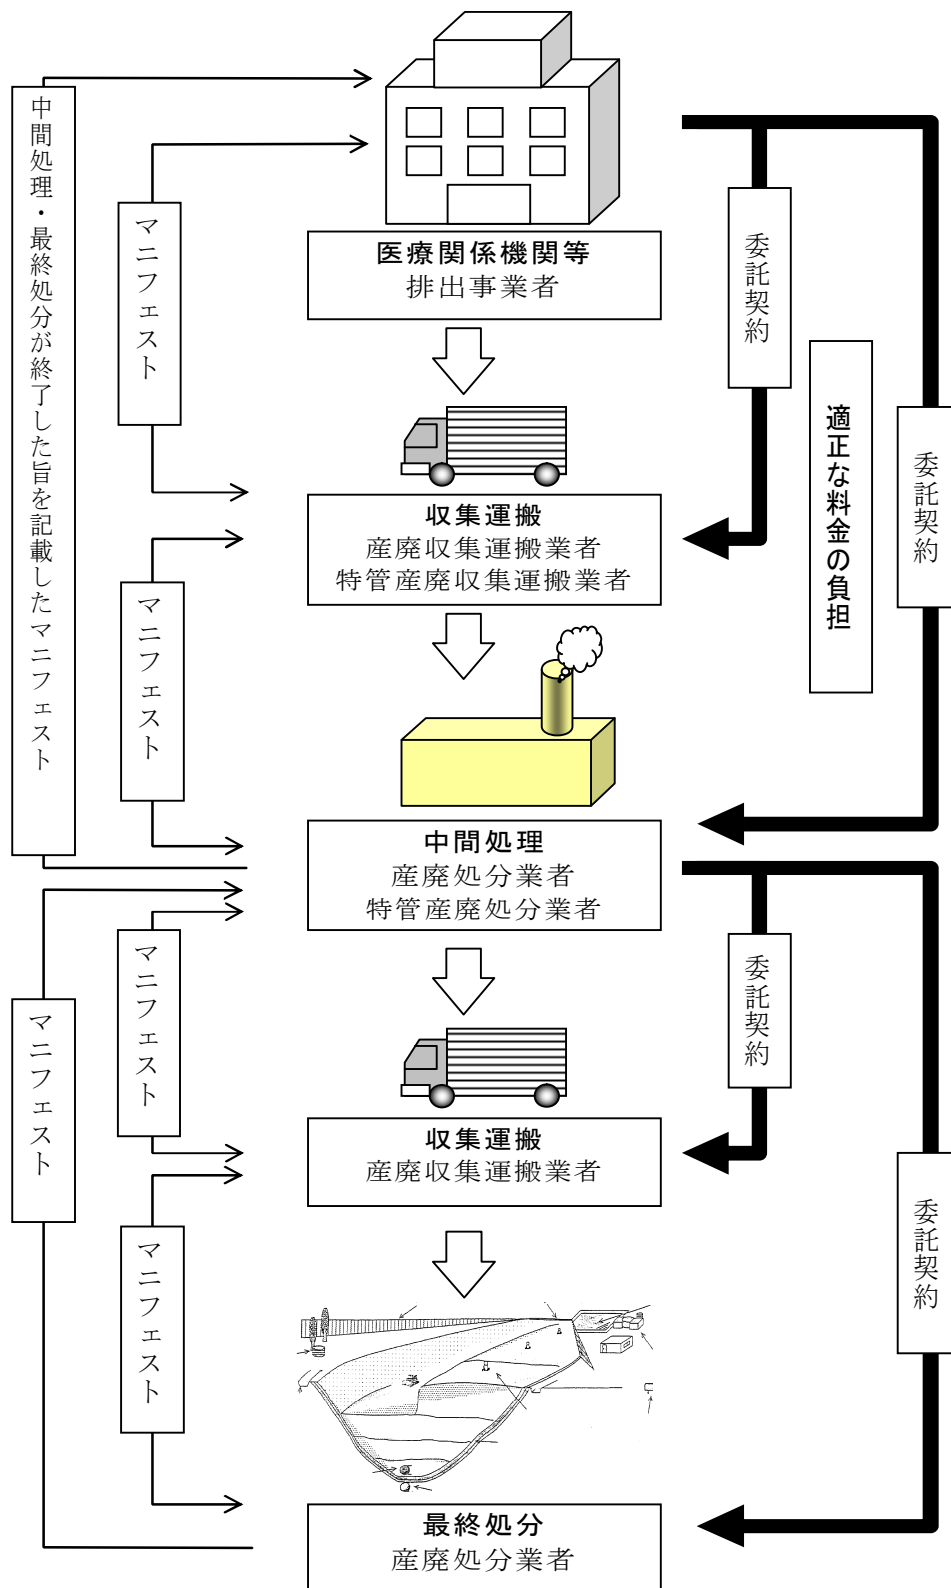 中間処理・最終処分が終了した旨を記載したマニフェスト
マニフェスト
医療関係機関等
排出事業者
委託契約
適正な料金の負担
委託契約
収集運搬
産廃収集運搬業者
特管産廃収集運搬業者
マニフェスト
中間処理
産廃処分業者
特管産廃処分業者
マニフェスト
マニフェスト
委託契約
収集運搬
産廃収集運搬業者
委託契約
マニフェスト
最終処分
産廃処分業者